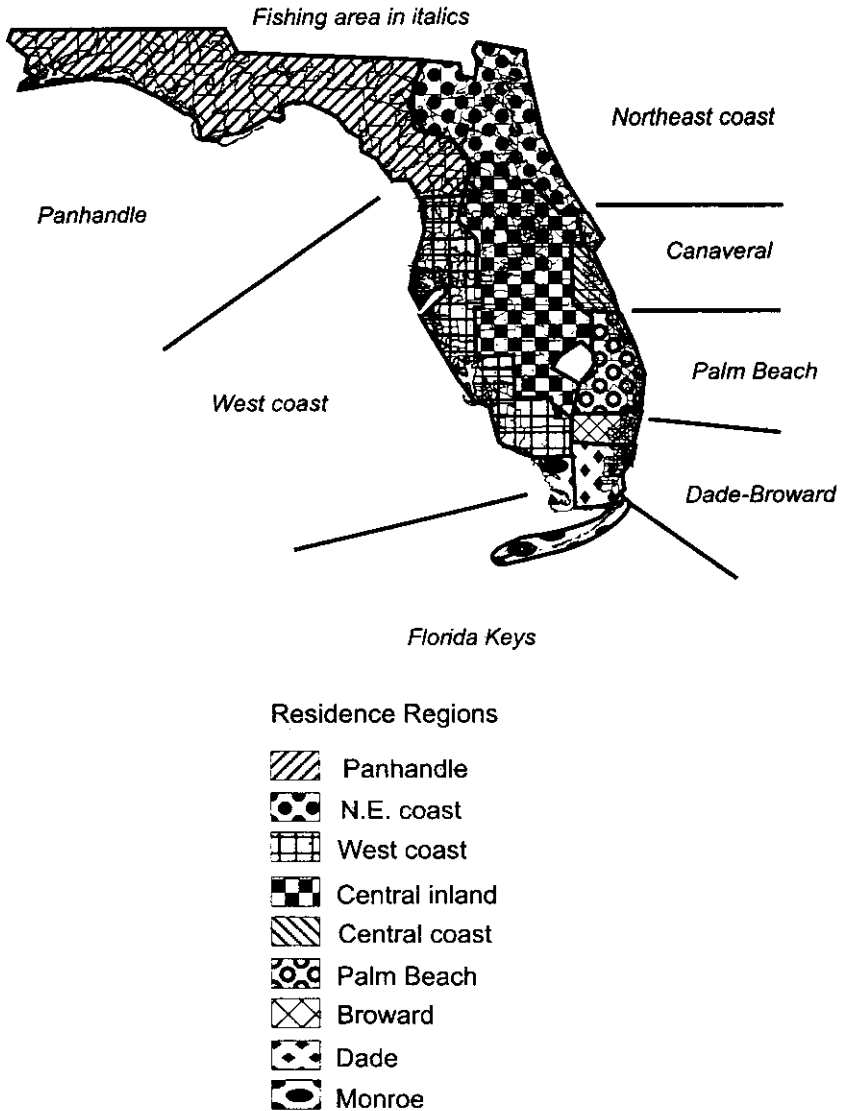 Fishing area in italics
Northeast coast
Panhandle
Canaveral
Palm Beach
West coast
Dade-Broward
Florida Keys
Residence Regions
Panhandle
N.E. coast
West coast
Central inland
Central coast
Palm Beach
Broward
Dade
Monroe